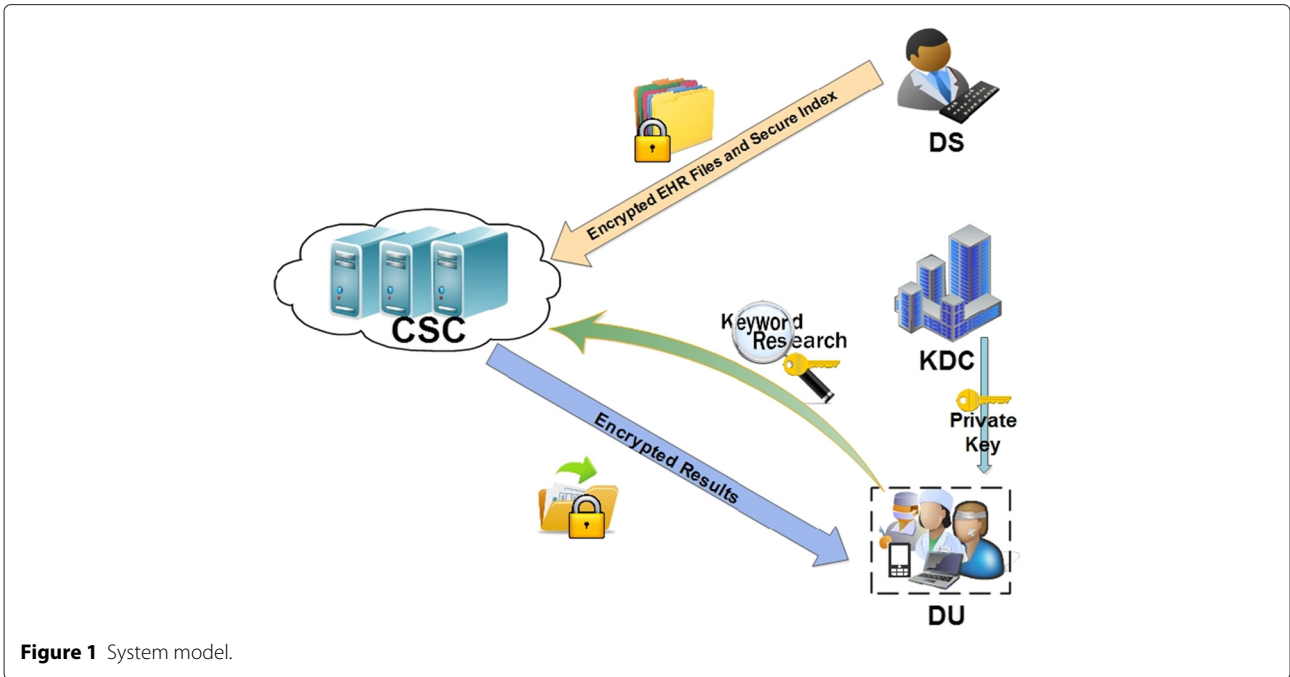 DS
Encrypted EHR Files and Secure Index
CSC
Keyword
Research
KDC
Private
Key
Encrypted Results
DU
Figure 1 System model.